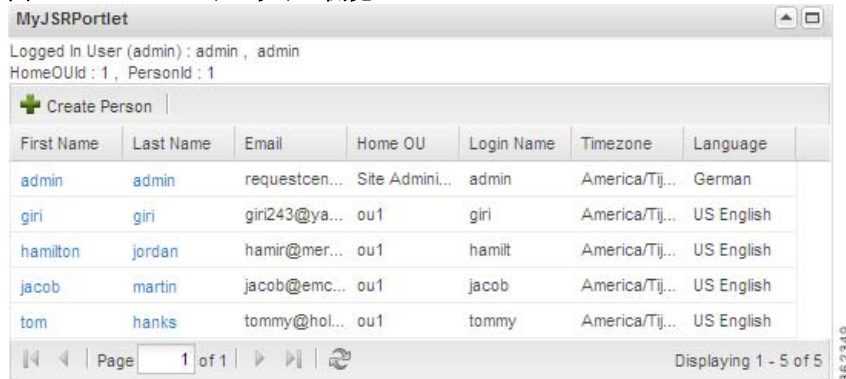 MyJSRPortlet
Logged In User (admin) : admin , admin
HomeOUId : 1 , PersonId : 1
Create Person
First Name Last Name Email Home OU Login Name Timezone Language
admin admin requestcen... Site Admini... admin America/Tij... German
giri giri giri243@ya... ou1 giri America/Tij... US English
hamilton jordan hamir@mer... ou1 hamilt America/Tij... US English
jacob martin jacob@emc... ou1 jacob America/Tij... US English
tom hanks tommy@hol... ou1 tommy America/Tij... US English
Page 1 of 1 Displaying 1 - 5 of 5
362349